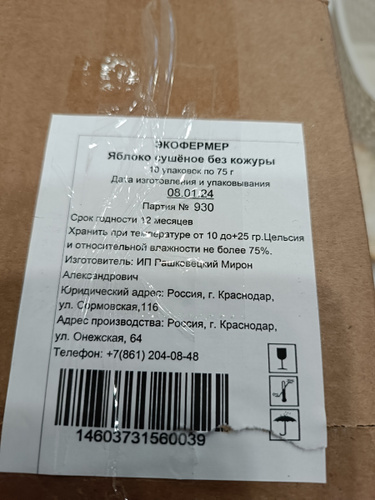 ЭКОФЕРМЕР
Яблоко сушёное без кожуры
10 упаковок по 75 г
Дата изготовления и упаковывания
08.01.24
Партия № 930
Срок годности 12 месяцев
Хранить при температуре от 10 до+25 гр.Цельсия
и относительной влажности не более 75%.
Изготовитель: ИП Рашковецкий Мирон
Александрович
Юридический адрес: Россия, г. Краснодар,
ул. Сормовская,116
Адрес производства: Россия, г. Краснодар,
ул. Онежская, 64
Телефон: +7(861) 204-08-48
14603731560039